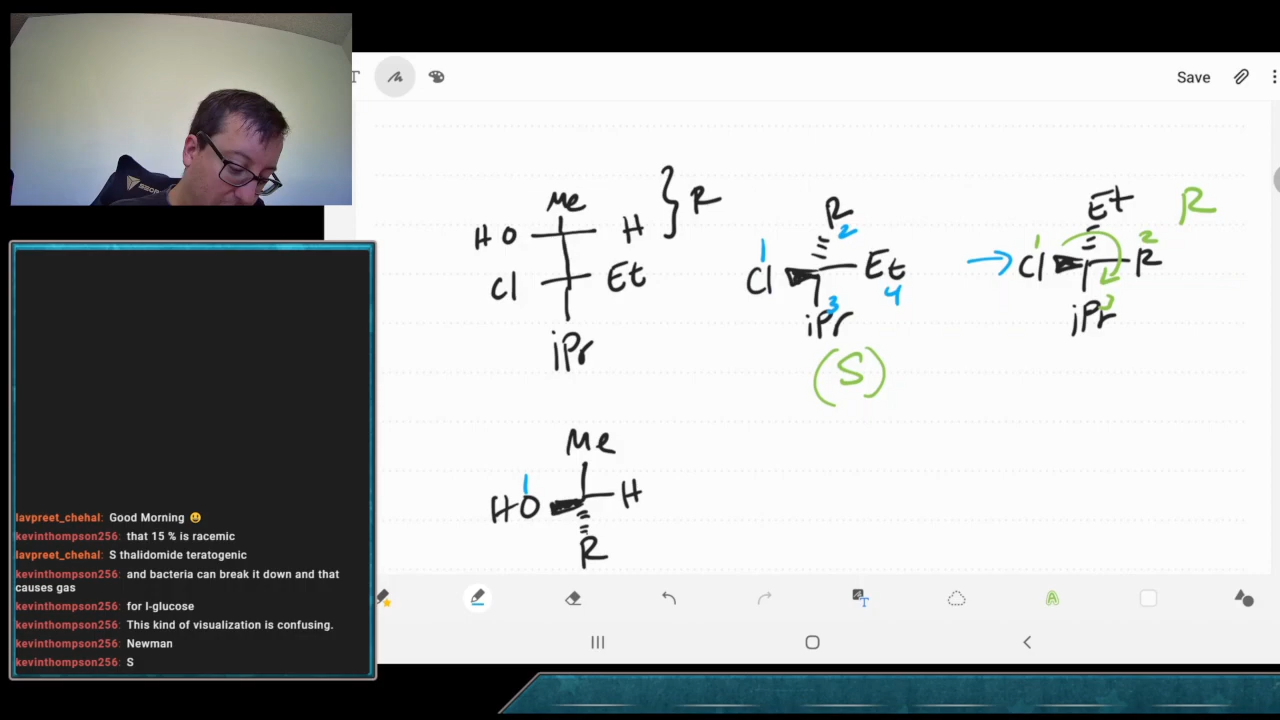 T
Save
Me
HO H } R
Cl Et
iPr
R
2
1
Cl Et
4
3
iPr
(S)
Et R
1
2
→ Cl R
3
iPr
Me
1
HO H
R
A
T
lavpreet_chehal: Good Morning 😃
kevinthompson256: that 15 % is racemic
lavpreet_chehal: S thalidomide teratogenic
kevinthompson256: and bacteria can break it down and that
causes gas
kevinthompson256: for l-glucose
kevinthompson256: This kind of visualization is confusing.
kevinthompson256: Newman
kevinthompson256: S